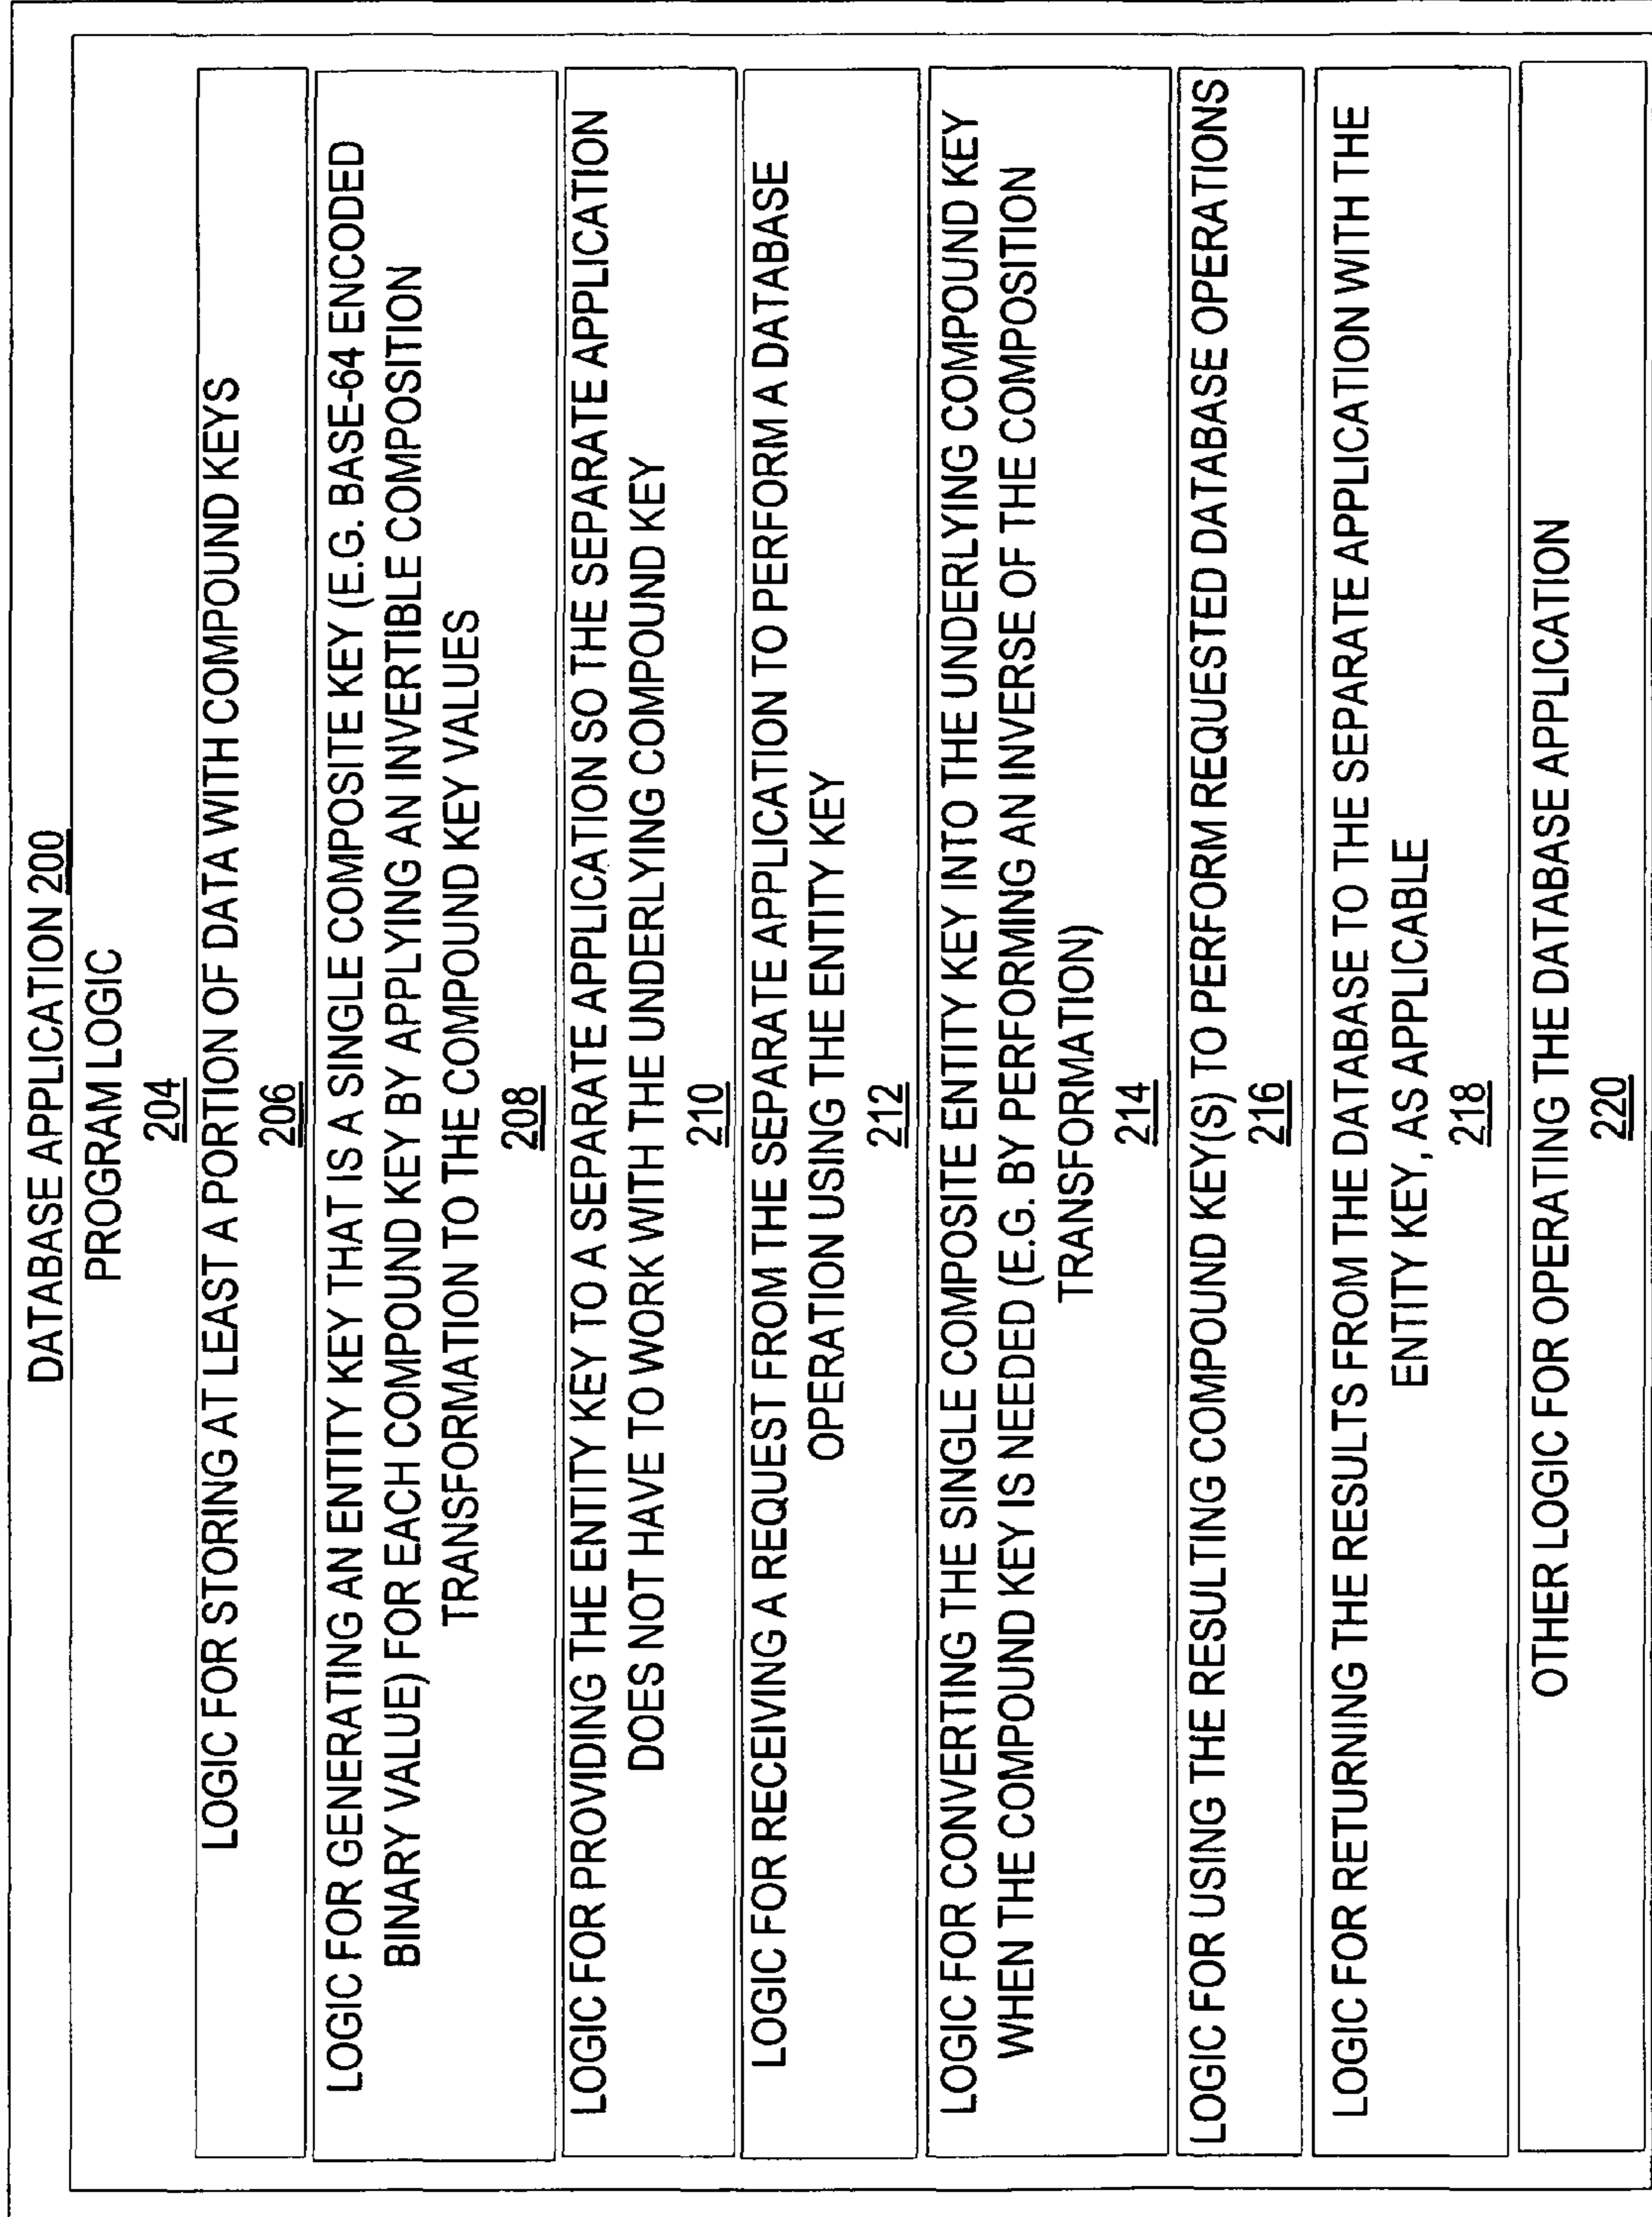 DATABASE APPLICATION 200
PROGRAM LOGIC
204
LOGIC FOR STORING AT LEAST A PORTION OF DATA WITH COMPOUND KEYS
206
LOGIC FOR GENERATING AN ENTITY KEY THAT IS A SINGLE COMPOSITE KEY (E.G. BASE-64 ENCODED
BINARY VALUE) FOR EACH COMPOUND KEY BY APPLYING AN INVERTIBLE COMPOSITION
TRANSFORMATION TO THE COMPOUND KEY VALUES
208
LOGIC FOR PROVIDING THE ENTITY KEY TO A SEPARATE APPLICATION SO THE SEPARATE APPLICATION
DOES NOT HAVE TO WORK WITH THE UNDERLYING COMPOUND KEY
210
LOGIC FOR RECEIVING A REQUEST FROM THE SEPARATE APPLICATION TO PERFORM A DATABASE
OPERATION USING THE ENTITY KEY
212
LOGIC FOR CONVERTING THE SINGLE COMPOSITE ENTITY KEY INTO THE UNDERLYING COMPOUND KEY
WHEN THE COMPOUND KEY IS NEEDED (E.G. BY PERFORMING AN INVERSE OF THE COMPOSITION
TRANSFORMATION)
214
LOGIC FOR USING THE RESULTING COMPOUND KEY(S) TO PERFORM REQUESTED DATABASE OPERATIONS
216
LOGIC FOR RETURNING THE RESULTS FROM THE DATABASE TO THE SEPARATE APPLICATION WITH THE
ENTITY KEY, AS APPLICABLE
218
OTHER LOGIC FOR OPERATING THE DATABASE APPLICATION
220